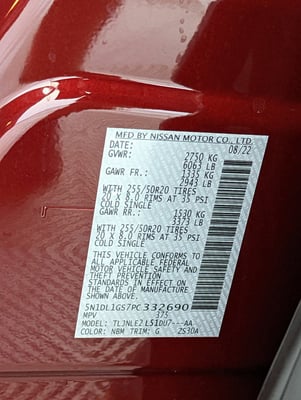 MFD BY NISSAN MOTOR CO., LTD
DATE: 08/22
GVWR: 2750 KG
6063 LB
GAWR FR.: 1335 KG
2943 LB
WITH 255/50R20 TIRES
20 X 8.0 RIMS AT 35 PSI
COLD SINGLE
GAWR RR.: 1530 KG
3373 LB
WITH 255/50R20 TIRES
20 X 8.0 RIMS AT 35 PSI
COLD SINGLE
THIS VEHICLE CONFORMS TO
ALL APPLICABLE FEDERAL
MOTOR VEHICLE SAFETY AND
THEFT PREVENTION
STANDARDS IN EFFECT ON
THE DATE OF MANUFACTURE
SHOWN ABOVE.
5N1DL1GS7PC332690
MPV 375
MODEL: TLJNLEZ L51DU7---AA
COLOR: NBM TRIM: G 2S3DA